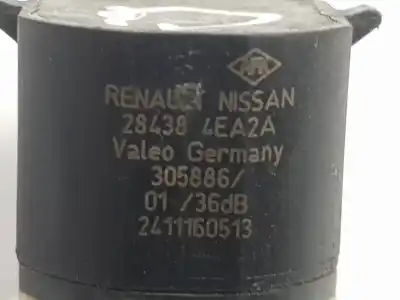 RENAULT NISSAN
28438 4EA2A
Valeo Germany
305886/
01 /36dB
2411160513